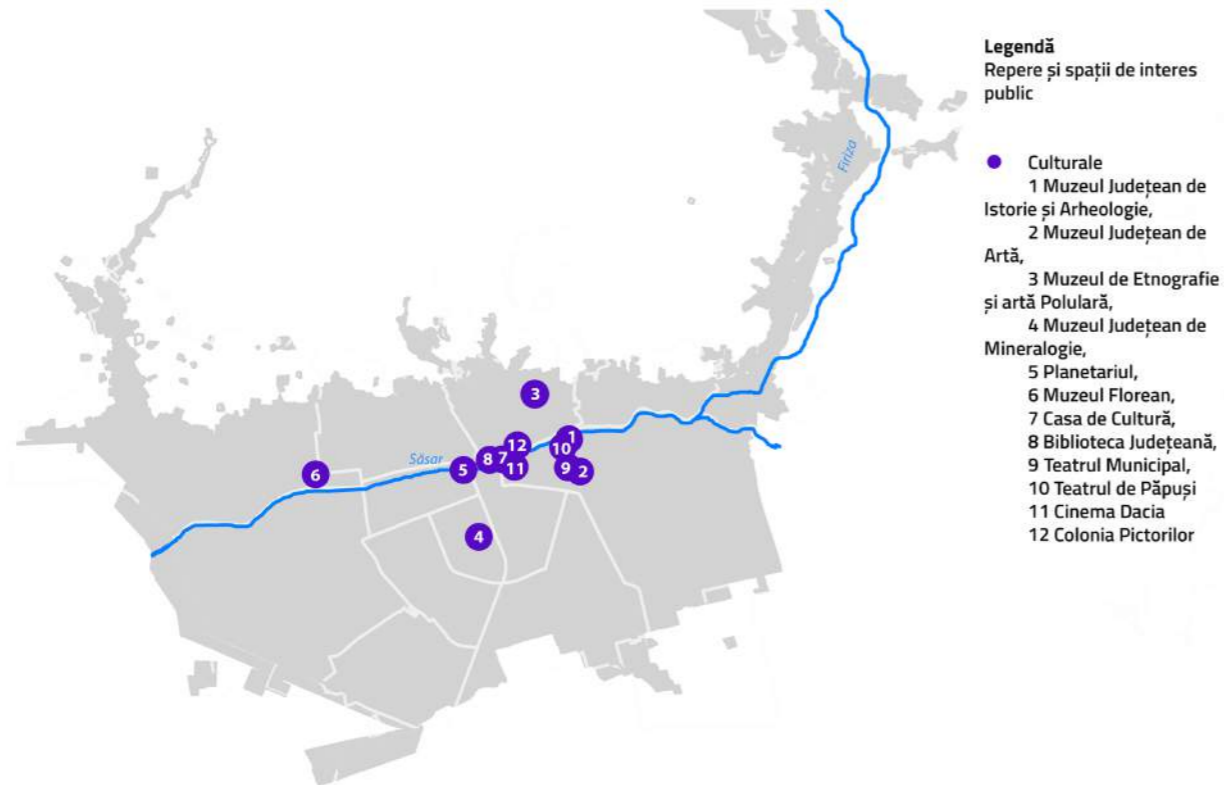 Legendă
Repere și spații de interes
public
Culturale
1 Muzeul Județean de
Istorie și Arheologie,
2 Muzeul Județean de
Artă,
3 Muzeul de Etnografie
și artă Polulară,
4 Muzeul Județean de
Mineralogie,
5 Planetariul,
6 Muzeul Florean,
7 Casa de Cultură,
8 Biblioteca Județeană,
9 Teatrul Municipal,
10 Teatrul de Păpuși
11 Cinema Dacia
12 Colonia Pictorilor
Firiza
3
1
12
10
Săsar
8
7
11
9
2
5
6
4